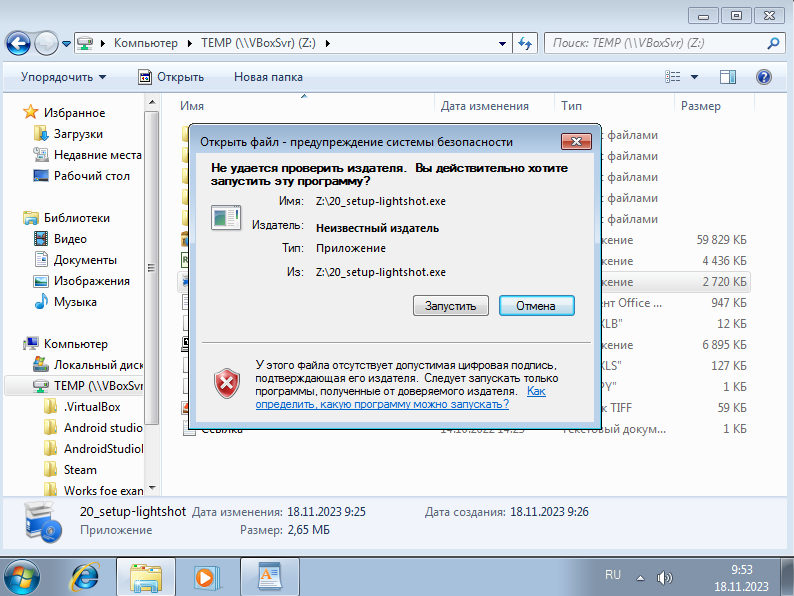 Компьютер ▸ TEMP (\\VBoxSvr) (Z:) ▸
Поиск: TEMP (\\VBoxSvr) (Z:)
Упорядочить
Открыть
Новая папка
Избранное
Загрузки
Недавние места
Рабочий стол
Библиотеки
Видео
Документы
Изображения
Музыка
Компьютер
Локальный диск
TEMP (\\VBoxSvr
.VirtualBox
Android studio
AndroidStudio
Steam
Works foe exan
Имя Дата изменения Тип Размер
с файлами
с файлами
с файлами
с файлами
с файлами
жение 59 829 КБ
жение 4 436 КБ
жение 2 720 КБ
ент Office ... 947 КБ
XLB" 12 КБ
жение 6 895 КБ
XLS" 127 КБ
PY" 1 КБ
к TIFF 59 КБ
Ссылка 14.10.2022 14:25 Текстовый докум... 1 КБ
Открыть файл - предупреждение системы безопасности
Не удается проверить издателя. Вы действительно хотите
запустить эту программу?
Имя: Z:\20_setup-lightshot.exe
Издатель: Неизвестный издатель
Тип: Приложение
Из: Z:\20_setup-lightshot.exe
Запустить Отмена
У этого файла отсутствует допустимая цифровая подпись,
подтверждающая его издателя. Следует запускать только
программы, полученные от доверяемого издателя. Как
определить, какую программу можно запускать?
20_setup-lightshot Дата изменения: 18.11.2023 9:25 Дата создания: 18.11.2023 9:26
Приложение Размер: 2,65 МБ
RU
9:53
18.11.2023